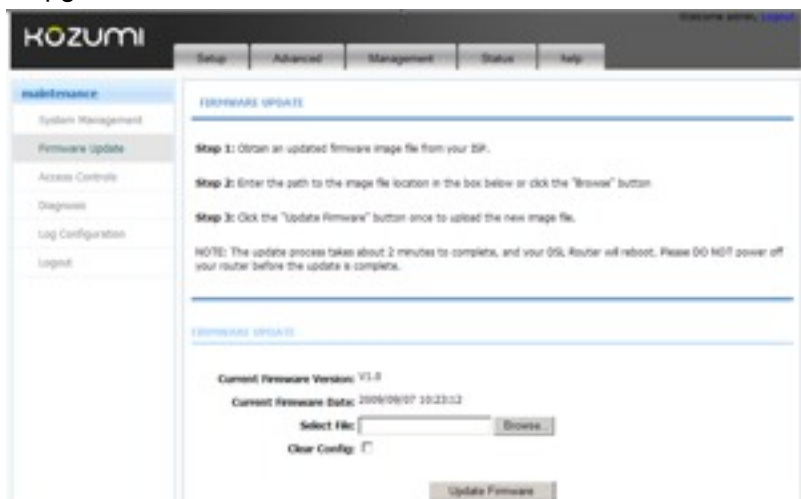 KOZUMI
Welcome admin, Logout
Setup Advanced Management Status help
maintenance
System Management
Firmware Update
Access Controls
Diagnosis
Log Configuration
Logout
FIRMWARE UPDATE
Step 1: Obtain an updated firmware image file from your ISP.
Step 2: Enter the path to the image file location in the box below or click the "Browse" button
Step 3: Click the "Update Firmware" button once to upload the new image file.
NOTE: The update process takes about 2 minutes to complete, and your DSL Router will reboot. Please DO NOT power off
your router before the update is complete.
FIRMWARE UPDATE
Current Firmware Version: V1.0
Current Firmware Date: 2009/09/07 10:23:12
Select File: Browse...
Clear Config:
Update Firmware